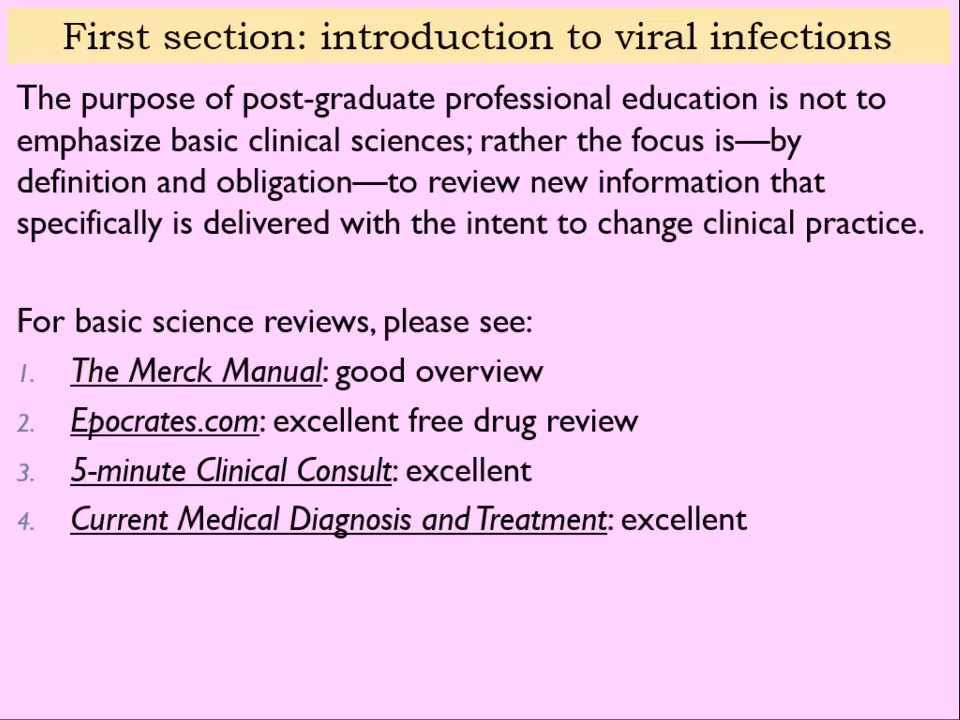 First section: introduction to viral infections
The purpose of post-graduate professional education is not to
emphasize basic clinical sciences; rather the focus is—by
definition and obligation—to review new information that
specifically is delivered with the intent to change clinical practice.
For basic science reviews, please see:
1. The Merck Manual: good overview
2. Epocrates.com: excellent free drug review
3. 5-minute Clinical Consult: excellent
4. Current Medical Diagnosis and Treatment: excellent